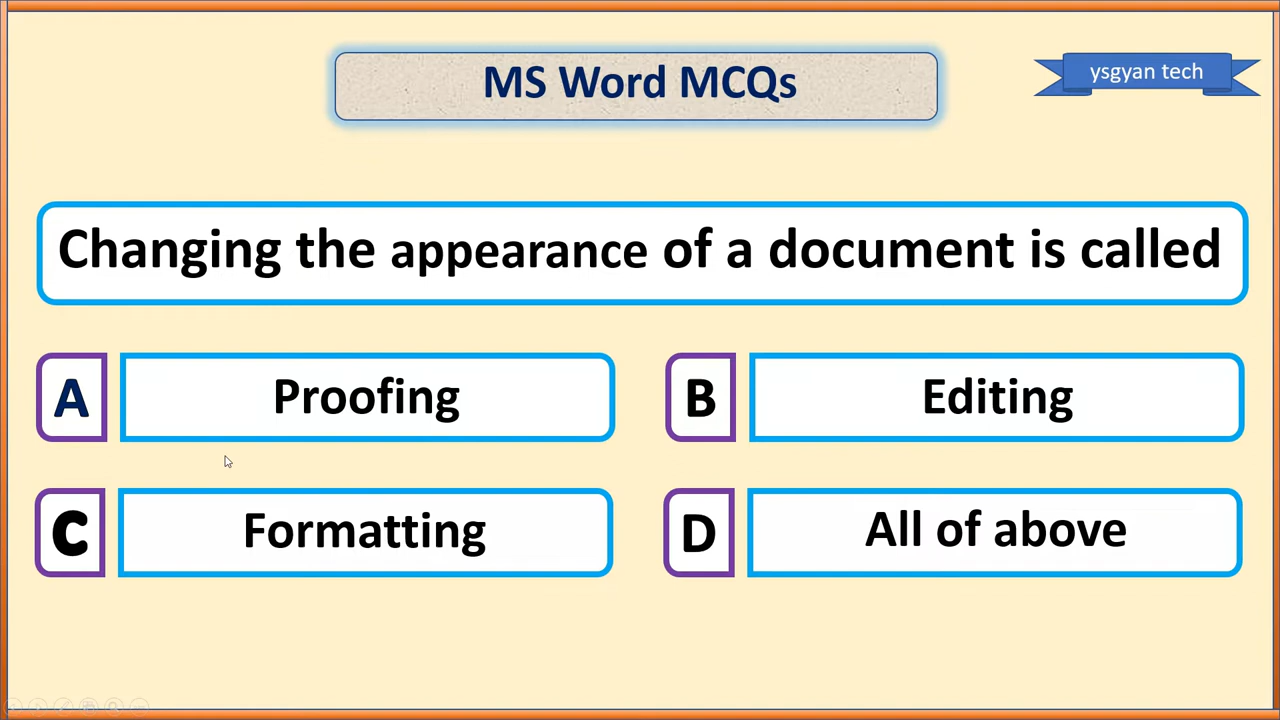 MS Word MCQs
ysgyan tech
Changing the appearance of a document is called
A Proofing
B Editing
C Formatting
D All of above